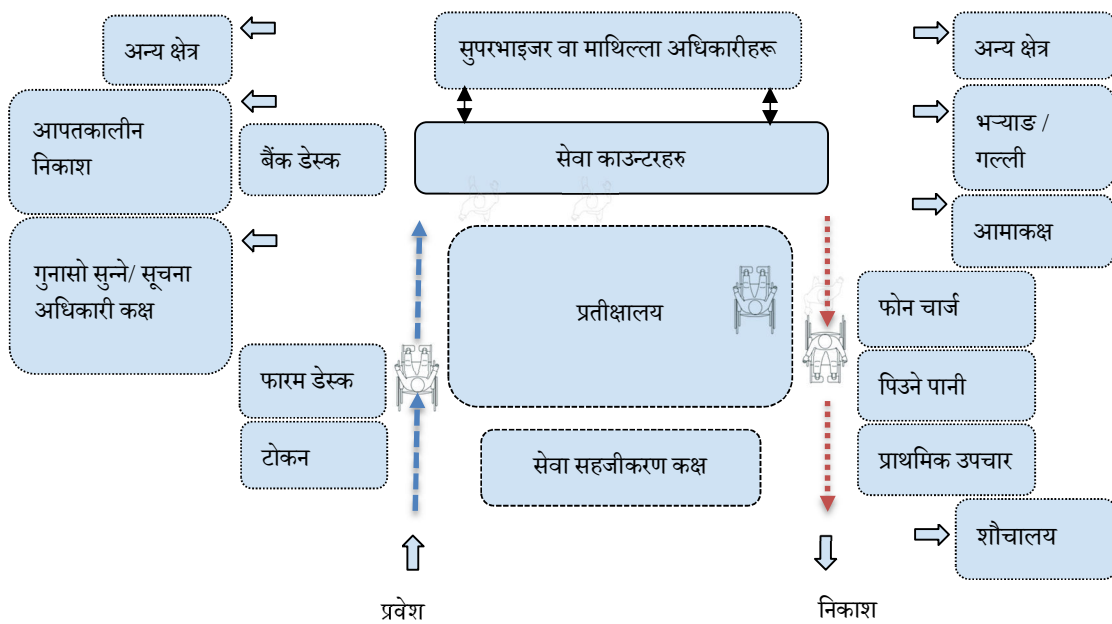 अन्य क्षेत्र
सुपरभाइजर वा माथिल्ला अधिकारीहरू
अन्य क्षेत्र
आपतकालीन
निकाश
बैंक डेस्क
सेवा काउन्टरहरु
भऱ्याङ /
गल्ली
आमाकक्ष
गुनासो सुन्ने/ सूचना
अधिकारी कक्ष
प्रतीक्षालय
फोन चार्ज
फारम डेस्क
पिउने पानी
टोकन
सेवा सहजीकरण कक्ष
प्राथमिक उपचार
शौचालय
प्रवेश
निकाश